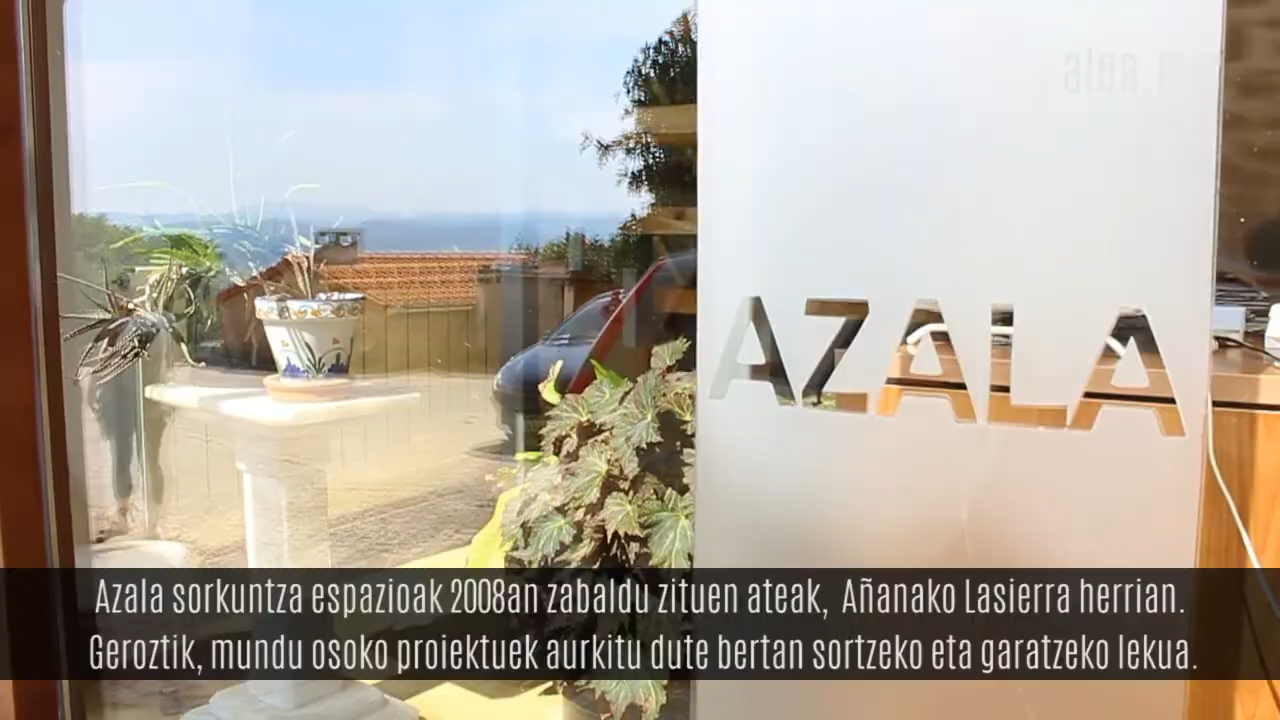 AZALA
Azala sorkuntza espazioak 2008an zabaldu zituen ateak, Añanako Lasierra herrian.
Geroztik, mundu osoko proiektuek aurkitu dute bertan sortzeko eta garatzeko lekua.